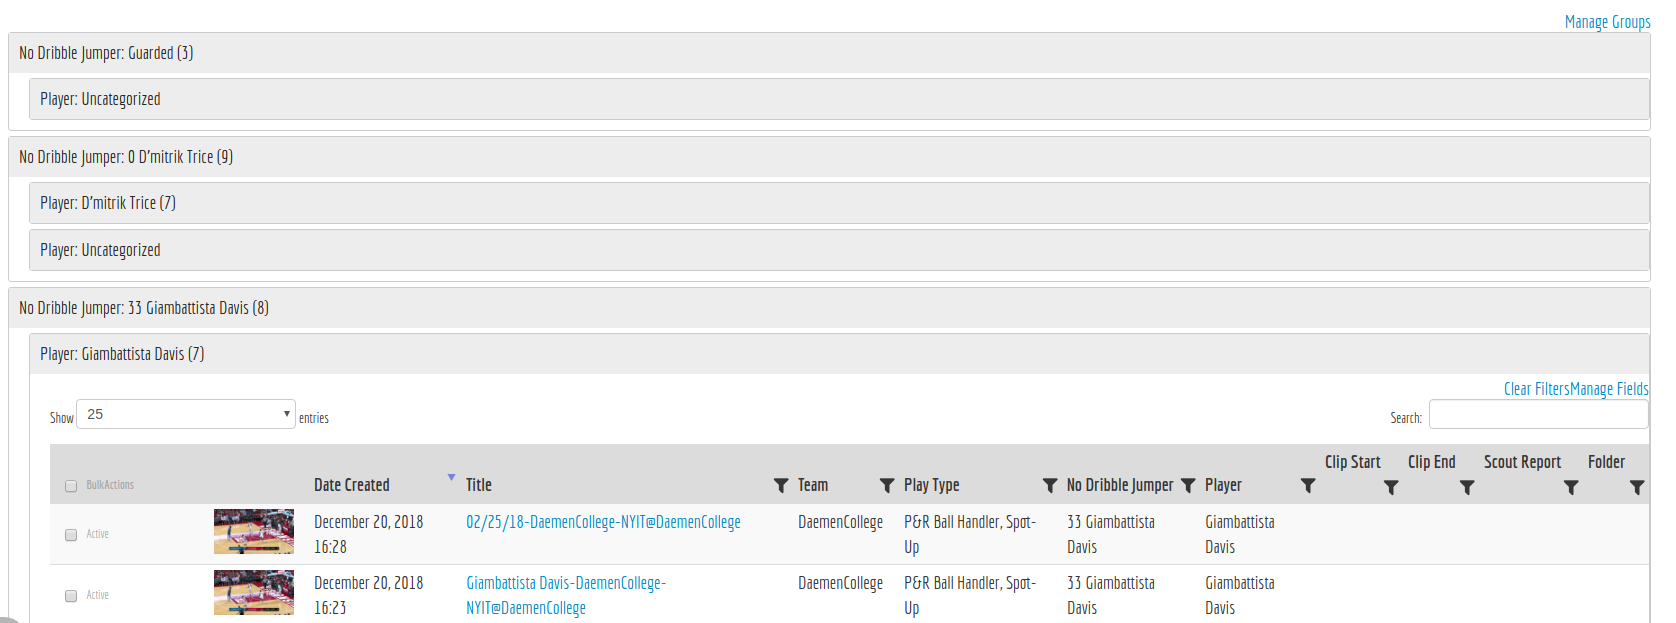 Manage Groups
No Dribble Jumper: Guarded (3)
Player: Uncategorized
No Dribble Jumper: 0 D'mitrik Trice (9)
Player: D'mitrik Trice (7)
Player: Uncategorized
No Dribble Jumper: 33 Giambattista Davis (8)
Player: Giambattista Davis (7)
Clear FiltersManage Fields
Show 25 entries Search:
Clip Start Clip End Scout Report Folder
BulkActions Date Created Title Team Play Type No Dribble Jumper Player
Active December 20, 2018 02/25/18-DaemenCollege-NYIT@DaemenCollege DaemenCollege P&R Ball Handler, Spot- 33 Giambattista Giambattista
16:28 Up Davis Davis
Active December 20, 2018 Giambattista Davis-DaemenCollege- DaemenCollege P&R Ball Handler, Spot- 33 Giambattista Giambattista
16:23 NYIT@DaemenCollege Up Davis Davis